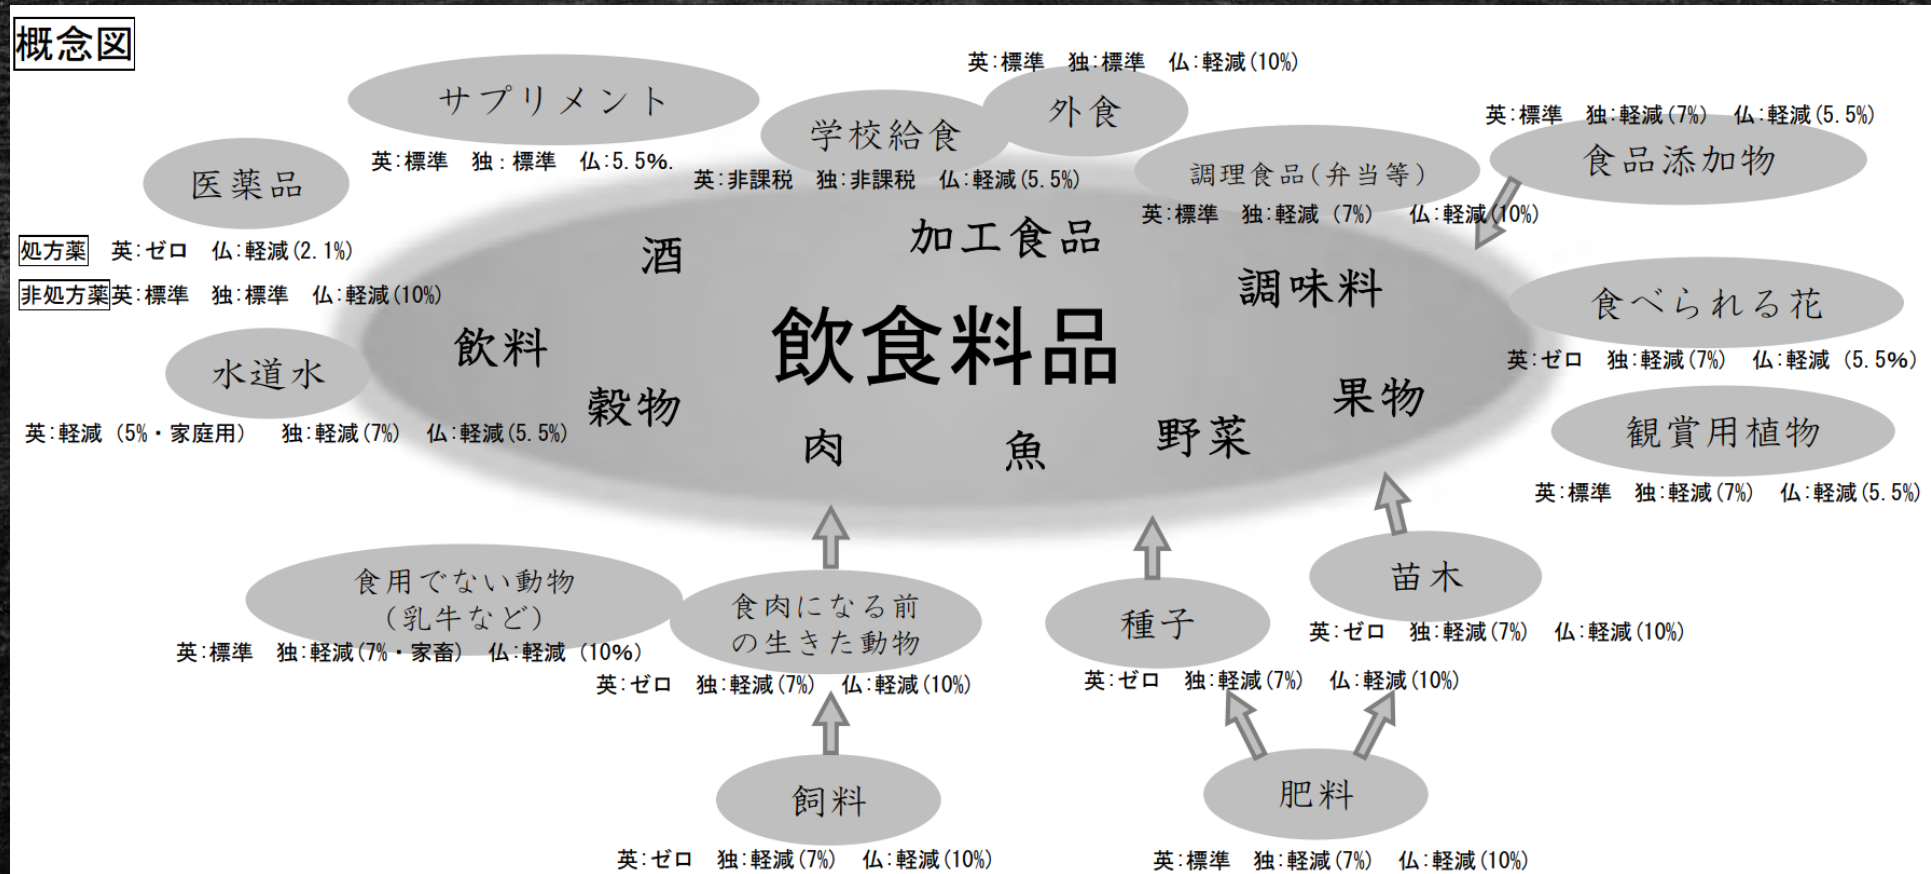 概念図
サプリメント
英:標準 独:標準 仏:5.5%.
学校給食
英:非課税 独:非課税 仏:軽減(5.5%)
英:標準 独:標準 仏:軽減(10%)
外食
調理食品(弁当等)
英:標準 独:軽減 (7%) 仏:軽減(10%)
英:標準 独:軽減(7%) 仏:軽減(5.5%)
食品添加物
医薬品
処方薬 英:ゼロ 仏:軽減(2.1%)
非処方薬 英:標準 独:標準 仏:軽減(10%)
酒
加工食品
調味料
飲食料品
飲料
穀物
肉
魚
野菜
果物
食べられる花
英:ゼロ 独:軽減(7%) 仏:軽減 (5.5%)
水道水
英:軽減 (5%・家庭用) 独:軽減(7%) 仏:軽減(5.5%)
観賞用植物
英:標準 独:軽減(7%) 仏:軽減(5.5%)
食用でない動物
(乳牛など)
英:標準 独:軽減(7%・家畜) 仏:軽減 (10%)
食肉になる前
の生きた動物
英:ゼロ 独:軽減(7%) 仏:軽減(10%)
種子
英:ゼロ 独:軽減(7%) 仏:軽減(10%)
苗木
英:ゼロ 独:軽減(7%) 仏:軽減(10%)
飼料
英:ゼロ 独:軽減(7%) 仏:軽減(10%)
肥料
英:標準 独:軽減(7%) 仏:軽減(10%)